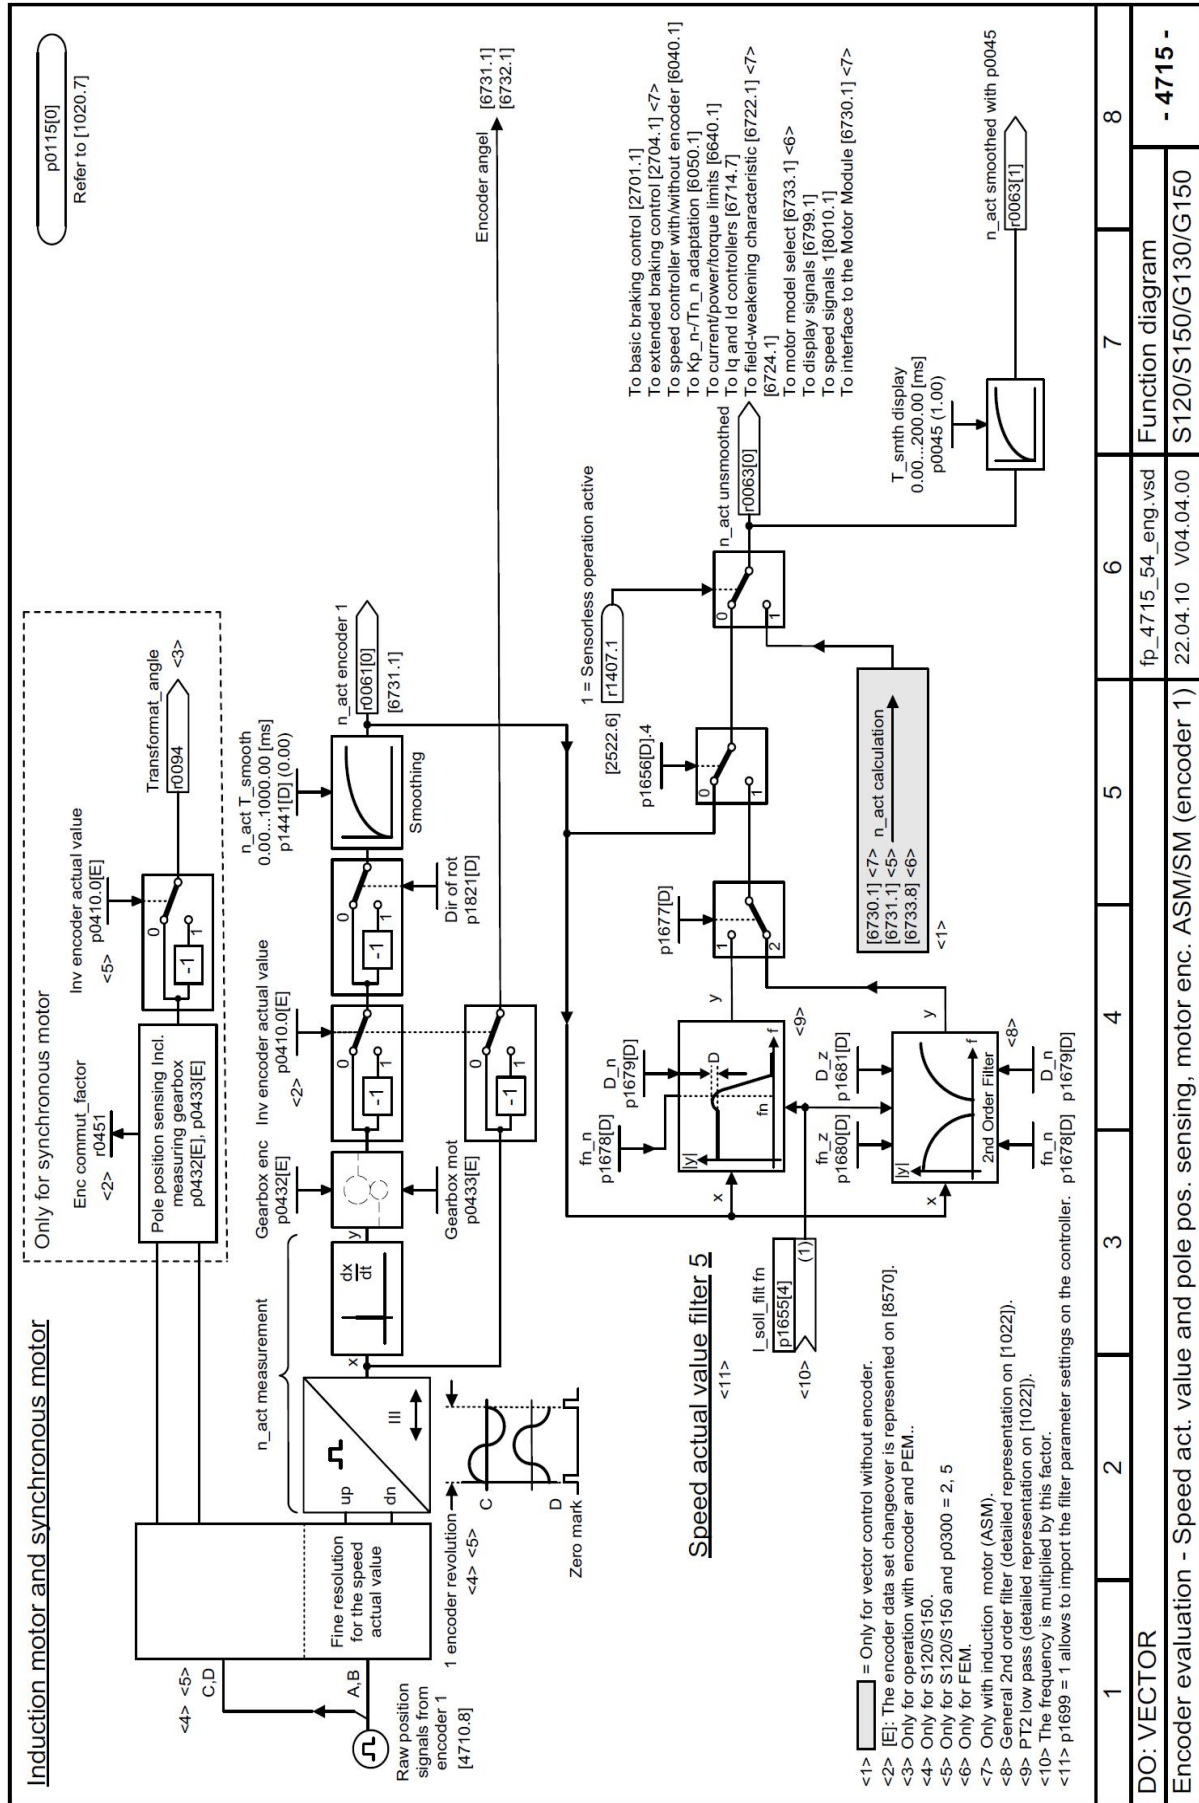 Induction motor and synchronous motor
p0115[0]
Refer to [1020.7]
Only for synchronous motor
Enc commut_factor
<2> r0451
Pole position sensing Incl.
measuring gearbox
p0432[E], p0433[E]
Inv encoder actual value
p0410.0[E]
<5>
0
1
-1
Transformat_angle
r0094
<3>
<4> <5>
C,D
A,B
Raw position
signals from
encoder 1
[4710.8]
Fine resolution
for the speed
actual value
n_act measurement
up
dn
x
dx
dt
y
Gearbox enc
p0432[E]
Gearbox mot
p0433[E]
Inv encoder actual value
p0410.0[E]
<2>
0
1
-1
0
1
-1
Dir of rot
p1821[D]
n_act T_smooth
0.00...1000.00 [ms]
p1441[D] (0.00)
Smoothing
n_act encoder 1
r0061[0]
[6731.1]
0
1
-1
Encoder angel
[6731.1]
[6732.1]
1 encoder revolution
<4> <5>
C
D
Zero mark
Speed actual value filter 5
<11>
I_soll_filt fn
p1655[4]
(1)
<10>
fn_n
p1678[D]
D_n
p1679[D]
|y|
D
fn
f
x
y
<9>
fn_z
p1680[D]
D_z
p1681[D]
|y|
f
2nd Order Filter
x
y
<8>
fn_n
p1678[D]
D_n
p1679[D]
p1677[D]
1
2
[2522.6]
p1656[D].4
0
1
1 = Sensorless operation active
r1407.1
0
1
[6730.1] <7>
[6731.1] <5>
[6733.8] <6>
n_act calculation
<1>
n_act unsmoothed
r0063[0]
To basic braking control [2701.1]
To extended braking control [2704.1] <7>
To speed controller with/without encoder [6040.1]
To Kp_n-/Tn_n adaptation [6050.1]
To current/power/torque limits [6640.1]
To Iq and Id controllers [6714.7]
To field-weakening characteristic [6722.1] <7>
[6724.1]
To motor model select [6733.1] <6>
To display signals [6799.1]
To speed signals 1[8010.1]
To interface to the Motor Module [6730.1] <7>
T_smth display
0.00...200.00 [ms]
p0045 (1.00)
n_act smoothed with p0045
r0063[1]
<1> = Only for vector control without encoder.
<2> [E]: The encoder data set changeover is represented on [8570].
<3> Only for operation with encoder and PEM..
<4> Only for S120/S150.
<5> Only for S120/S150 and p0300 = 2, 5
<6> Only for FEM.
<7> Only with induction motor (ASM).
<8> General 2nd order filter (detailed representation on [1022]).
<9> PT2 low pass (detailed representation on [1022]).
<10> The frequency is multiplied by this factor.
<11> p1699 = 1 allows to import the filter parameter settings on the controller.
1 2 3 4 5 6 7 8
DO: VECTOR
fp_4715_54_eng.vsd
Function diagram
- 4715 -
Encoder evaluation - Speed act. value and pole pos. sensing, motor enc. ASM/SM (encoder 1)
22.04.10 V04.04.00
S120/S150/G130/G150